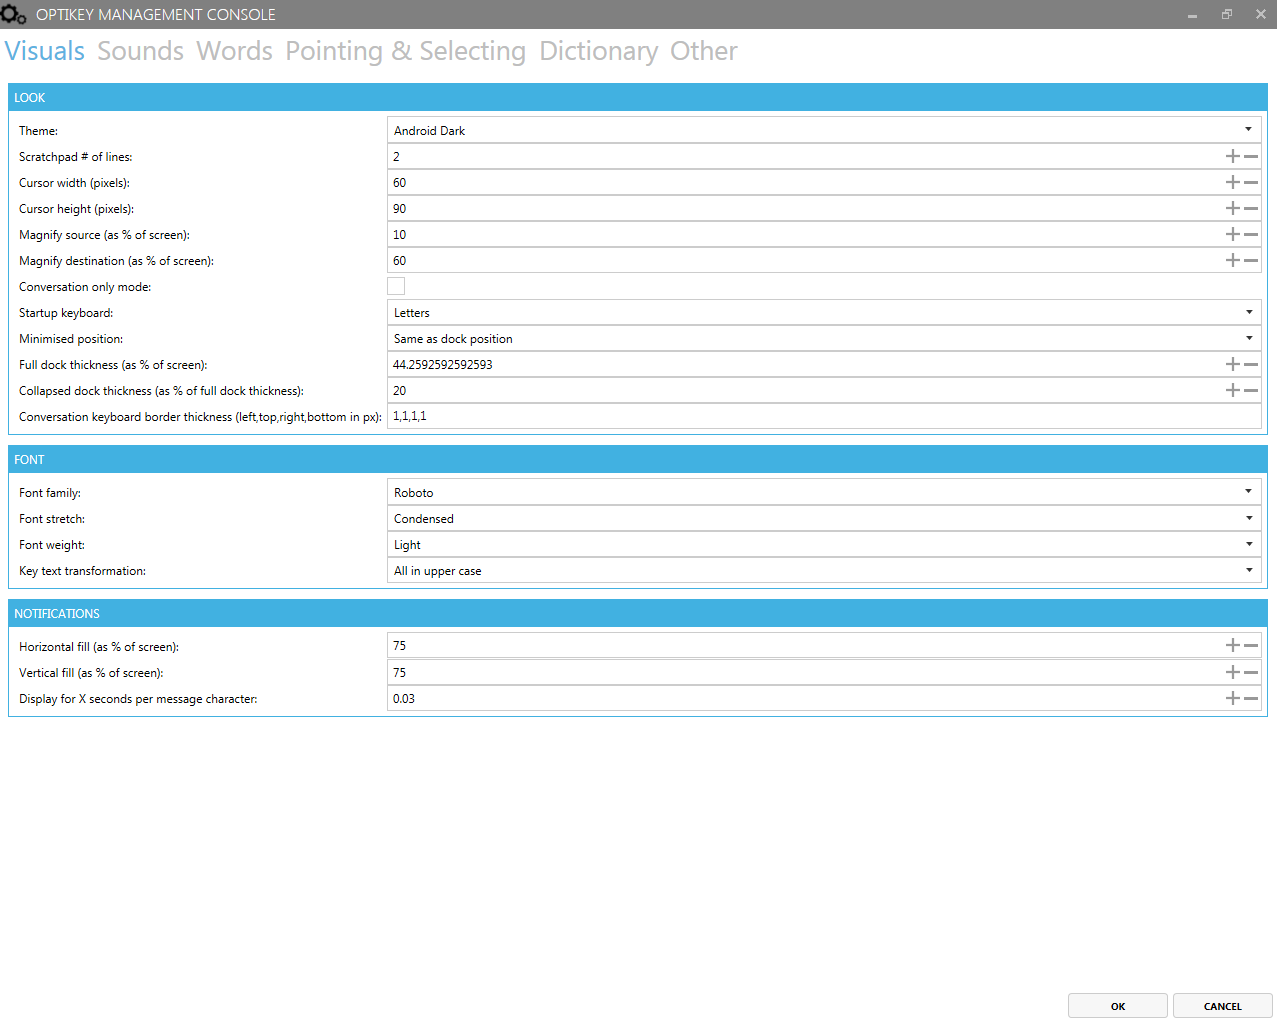 OPTIKEY MANAGEMENT CONSOLE
Visuals Sounds Words Pointing & Selecting Dictionary Other
LOOK
Theme: Android Dark
Scratchpad # of lines: 2
Cursor width (pixels): 60
Cursor height (pixels): 90
Magnify source (as % of screen): 10
Magnify destination (as % of screen): 60
Conversation only mode:
Startup keyboard: Letters
Minimised position: Same as dock position
Full dock thickness (as % of screen): 44.2592592592593
Collapsed dock thickness (as % of full dock thickness): 20
Conversation keyboard border thickness (left,top,right,bottom in px): 1,1,1,1
FONT
Font family: Roboto
Font stretch: Condensed
Font weight: Light
Key text transformation: All in upper case
NOTIFICATIONS
Horizontal fill (as % of screen): 75
Vertical fill (as % of screen): 75
Display for X seconds per message character: 0.03
OK CANCEL